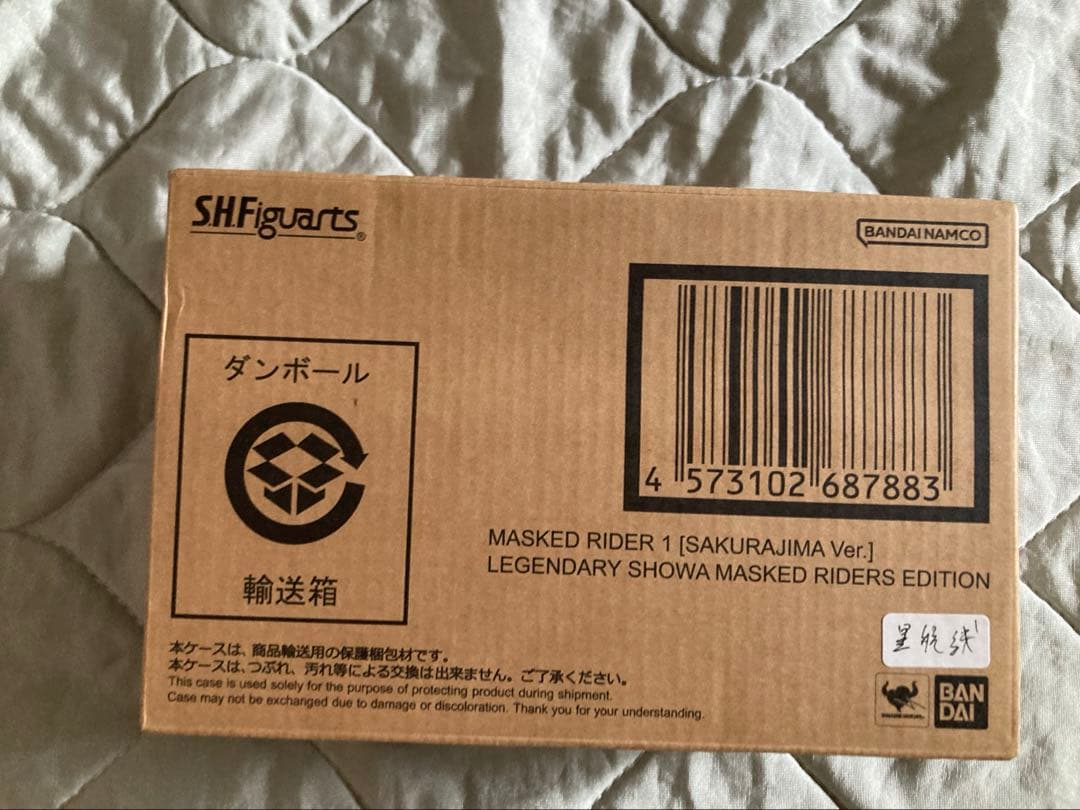 S.H.Figuarts®
BANDAI NAMCO
ダンボール
輸送箱
4 573102 687883
MASKED RIDER 1 [SAKURAJIMA Ver.]
LEGENDARY SHOWA MASKED RIDERS EDITION
本ケースは、商品輸送用の保護梱包材です。
本ケースは、つぶれ、汚れ等による交換は出来ません。ご了承ください。
This case is used solely for the purpose of protecting product during shipment.
Case may not be exchanged due to damage or discoloration. Thank you for your understanding.
BAN
DAI